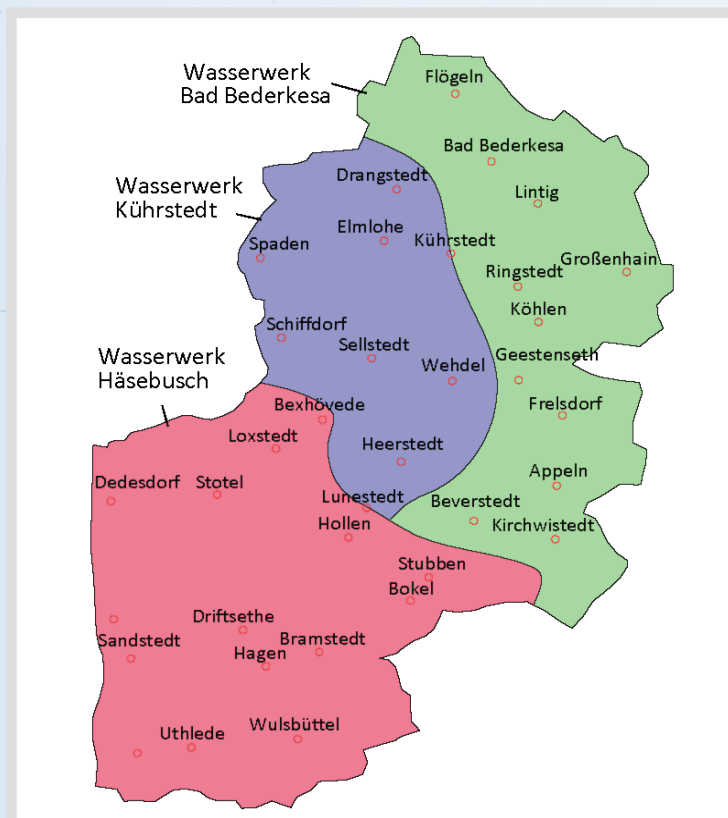 Flögeln
Wasserwerk
Bad Bederkesa
Bad Bederkesa
Drangstedt
Wasserwerk
Kührstedt
Lintig
Elmlohe
Kührstedt
Spaden
Großenhain
Ringstedt
Köhlen
Schiffdorf
Sellstedt
Wasserwerk
Häsebusch
Geestenseth
Wehdel
Bexhövede
Frelsdorf
Loxstedt
Heerstedt
Appeln
Dedesdorf
Stotel
Lunestedt
Beverstedt
Hollen
Kirchwistedt
Stubben
Bokel
Driftsethe
Sandstedt
Bramstedt
Hagen
Wulsbüttel
Uthlede